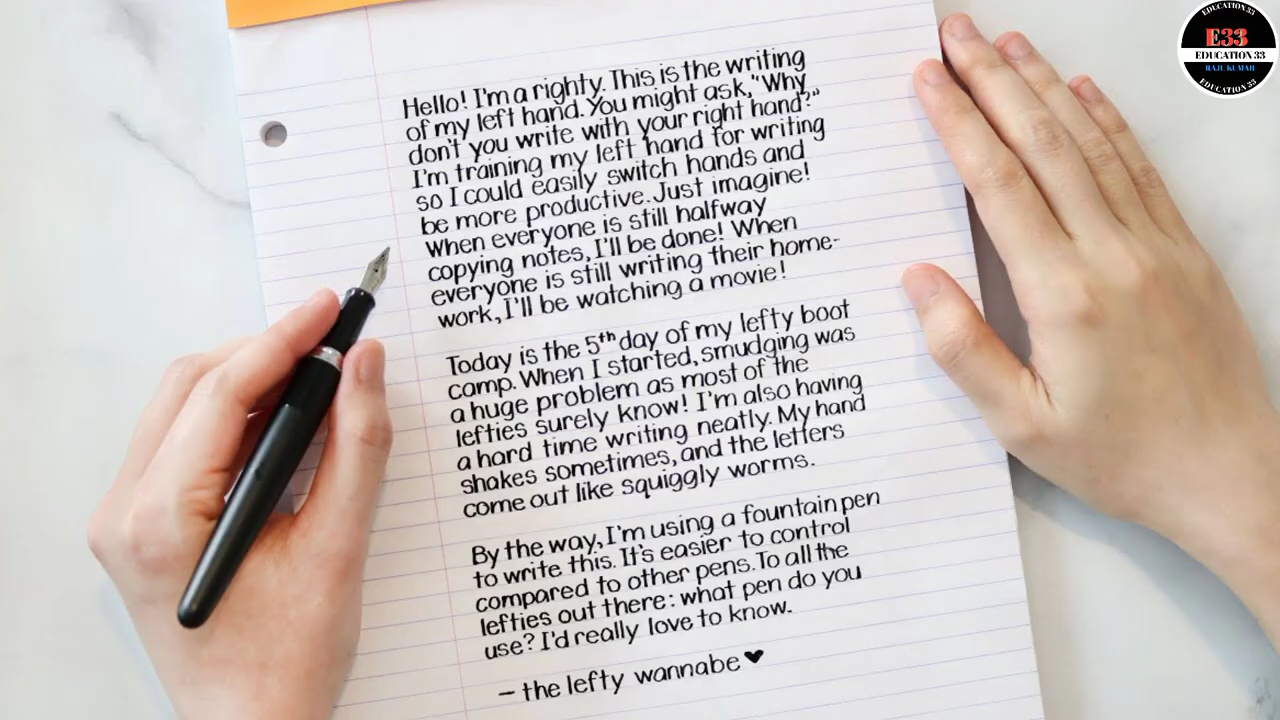 Hello! I'm a righty. This is the writing
of my left hand. You might ask, "Why
don't you write with your right hand?"
I'm training my left hand for writing
so I could easily switch hands and
be more productive. Just imagine!
When everyone is still halfway
copying notes, I'll be done! When
everyone is still writing their home-
work, I'll be watching a movie!
Today is the 5th day of my lefty boot
camp. When I started, smudging was
a huge problem as most of the
lefties surely know! I'm also having
a hard time writing neatly. My hand
shakes sometimes, and the letters
come out like squiggly worms.
By the way, I'm using a fountain pen
to write this. It's easier to control
compared to other pens. To all the
lefties out there: what pen do you
use? I'd really love to know.
– the lefty wannabe ♥
EDUCATION 33
E33
EDUCATION 33
RAJU KUMAR
EDUCATION 33